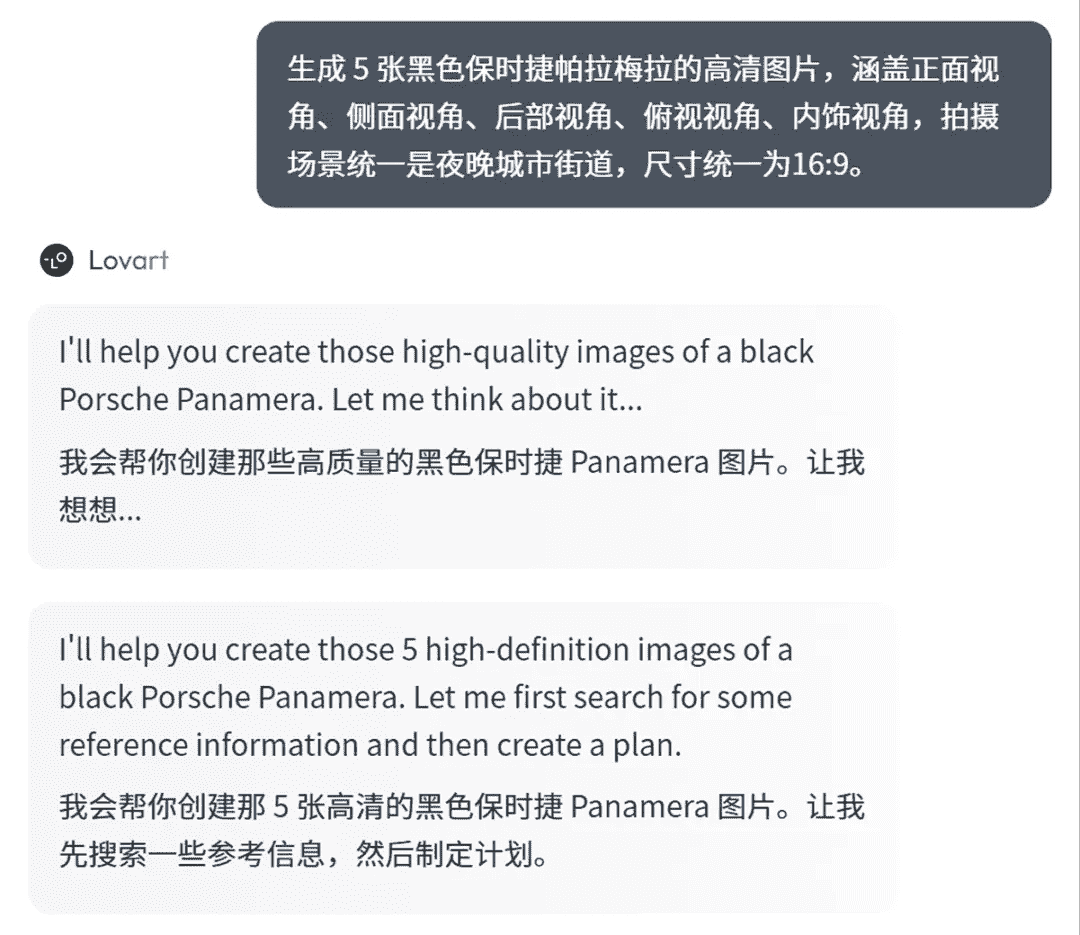 生成 5 张黑色保时捷帕拉梅拉的高清图片，涵盖正面视
角、侧面视角、后部视角、俯视视角、内饰视角，拍摄
场景统一是夜晚城市街道，尺寸统一为16:9。
Lovart
I'll help you create those high-quality images of a black
Porsche Panamera. Let me think about it...
我会帮你创建那些高质量的黑色保时捷 Panamera 图片。让我
想想...
I'll help you create those 5 high-definition images of a
black Porsche Panamera. Let me first search for some
reference information and then create a plan.
我会帮你创建那 5 张高清的黑色保时捷 Panamera 图片。让我
先搜索一些参考信息，然后制定计划。